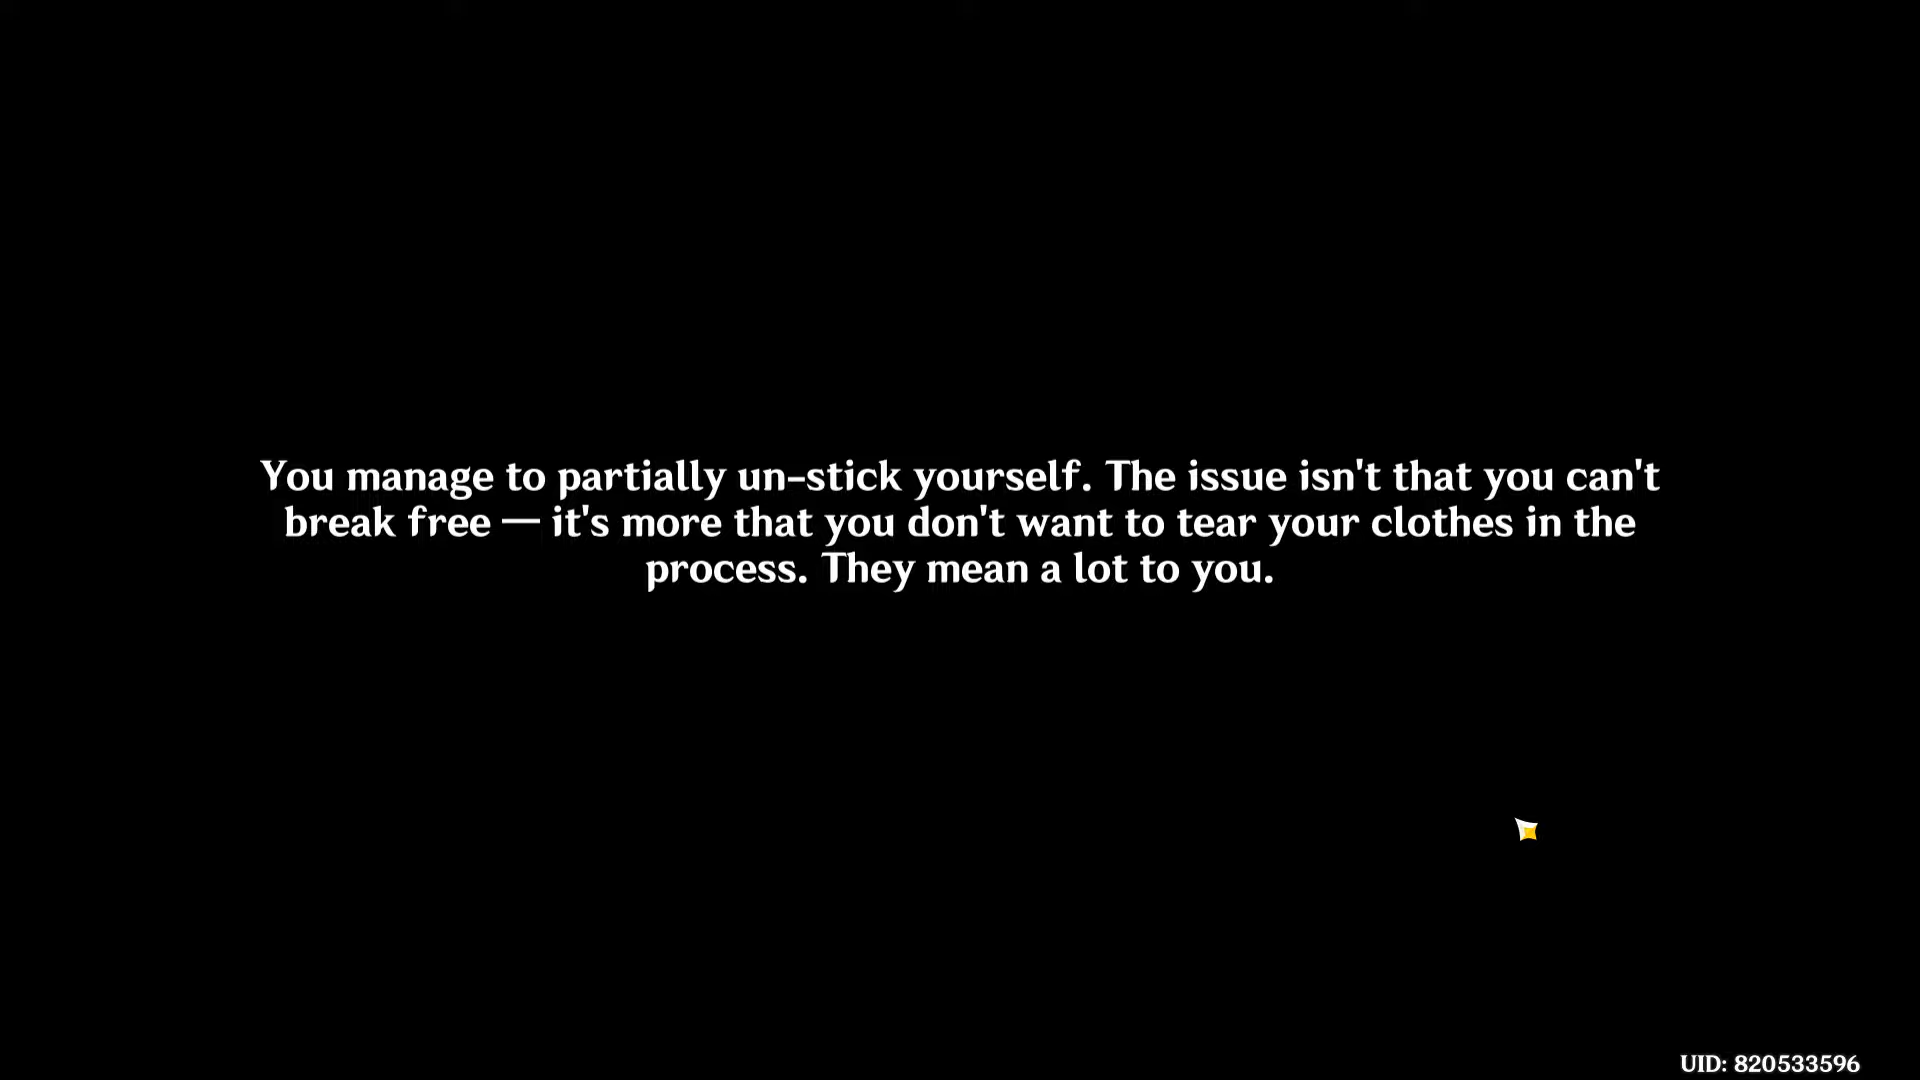 You manage to partially un-stick yourself. The issue isn't that you can't
break free — it's more that you don't want to tear your clothes in the
process. They mean a lot to you.
UID: 820533596